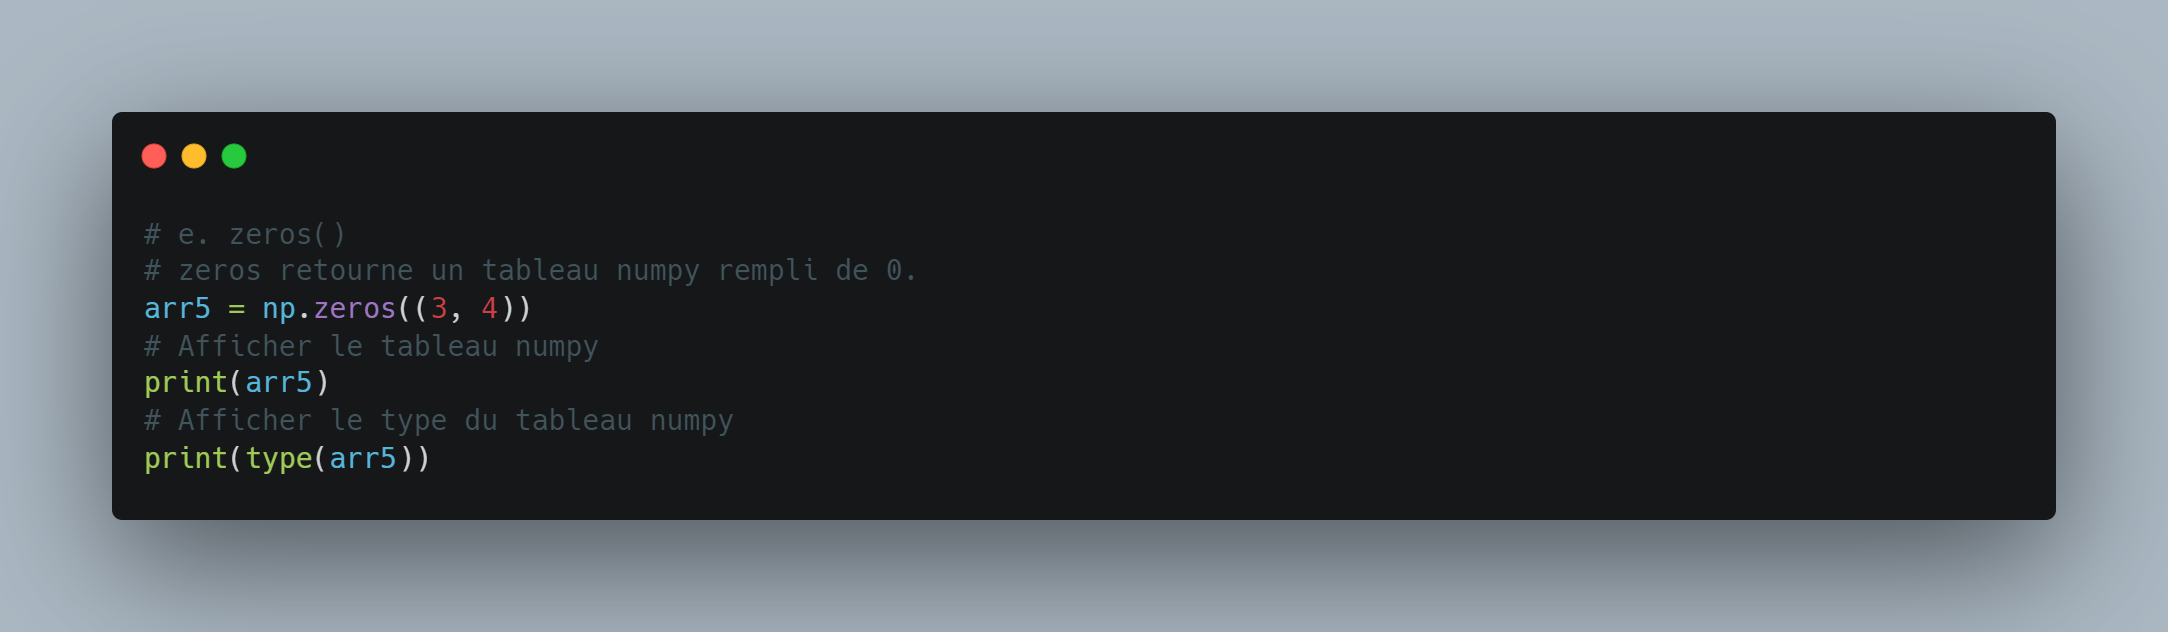 # e. zeros()
# zeros retourne un tableau numpy rempli de 0.
arr5 = np.zeros((3, 4))
# Afficher le tableau numpy
print(arr5)
# Afficher le type du tableau numpy
print(type(arr5))